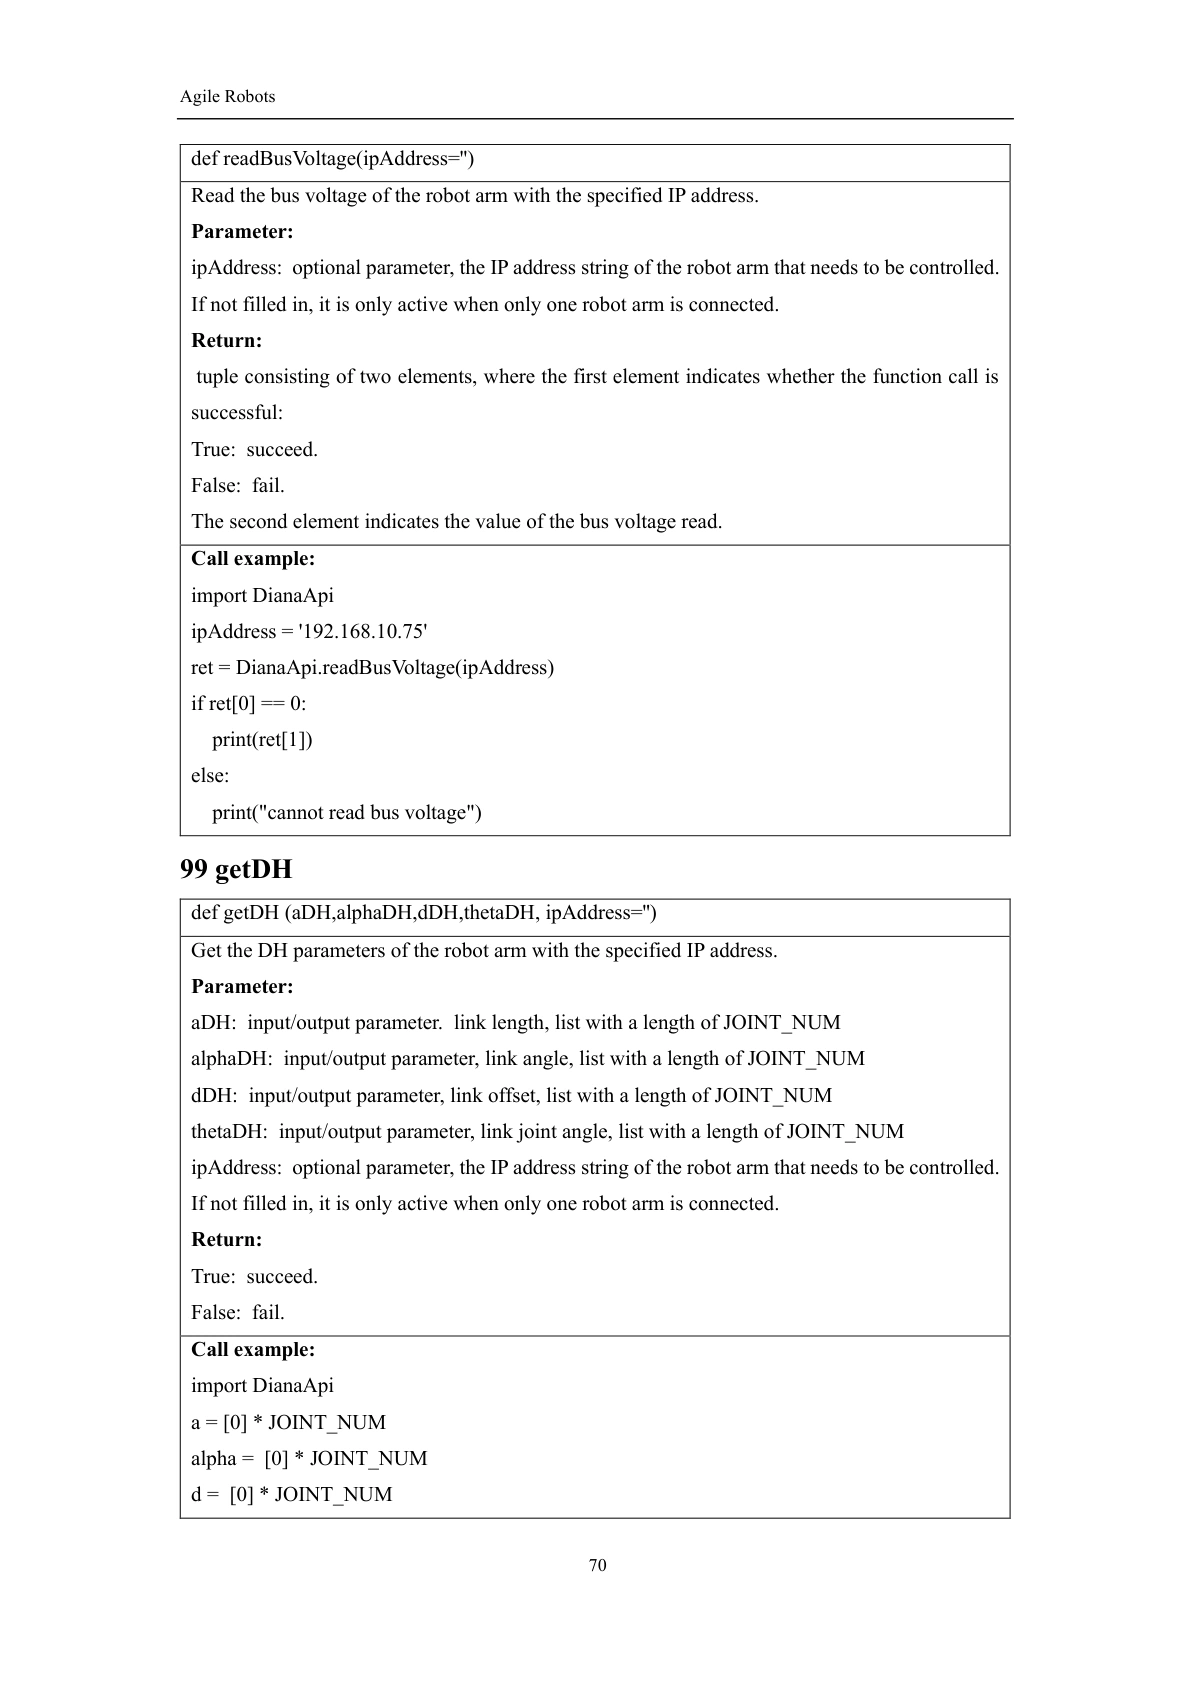 Agile Robots
def readBusVoltage(ipAddress='')
Read the bus voltage of the robot arm with the specified IP address.
Parameter:
ipAddress: optional parameter, the IP address string of the robot arm that needs to be controlled.
If not filled in, it is only active when only one robot arm is connected.
Return:
tuple consisting of two elements, where the first element indicates whether the function call is
successful:
True: succeed.
False: fail.
The second element indicates the value of the bus voltage read.
Call example:
import DianaApi
ipAddress = '192.168.10.75'
ret = DianaApi.readBusVoltage(ipAddress)
if ret[0] == 0:
    print(ret[1])
else:
    print("cannot read bus voltage")
99 getDH
def getDH (aDH,alphaDH,dDH,thetaDH, ipAddress='')
Get the DH parameters of the robot arm with the specified IP address.
Parameter:
aDH: input/output parameter. link length, list with a length of JOINT_NUM
alphaDH: input/output parameter, link angle, list with a length of JOINT_NUM
dDH: input/output parameter, link offset, list with a length of JOINT_NUM
thetaDH: input/output parameter, link joint angle, list with a length of JOINT_NUM
ipAddress: optional parameter, the IP address string of the robot arm that needs to be controlled.
If not filled in, it is only active when only one robot arm is connected.
Return:
True: succeed.
False: fail.
Call example:
import DianaApi
a = [0] * JOINT_NUM
alpha = [0] * JOINT_NUM
d = [0] * JOINT_NUM
70